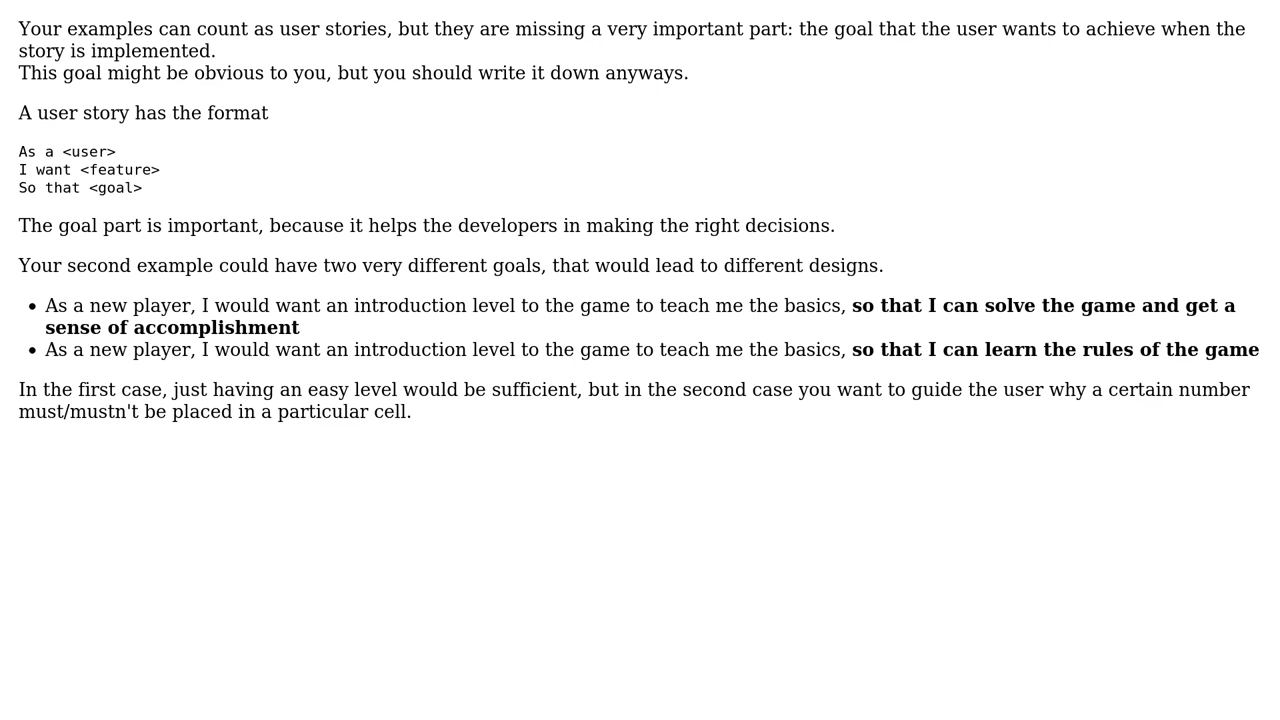 Your examples can count as user stories, but they are missing a very important part: the goal that the user wants to achieve when the
story is implemented.
This goal might be obvious to you, but you should write it down anyways.
A user story has the format
As a <user>
I want <feature>
So that <goal>
The goal part is important, because it helps the developers in making the right decisions.
Your second example could have two very different goals, that would lead to different designs.
• As a new player, I would want an introduction level to the game to teach me the basics, so that I can solve the game and get a
sense of accomplishment
• As a new player, I would want an introduction level to the game to teach me the basics, so that I can learn the rules of the game
In the first case, just having an easy level would be sufficient, but in the second case you want to guide the user why a certain number
must/mustn't be placed in a particular cell.